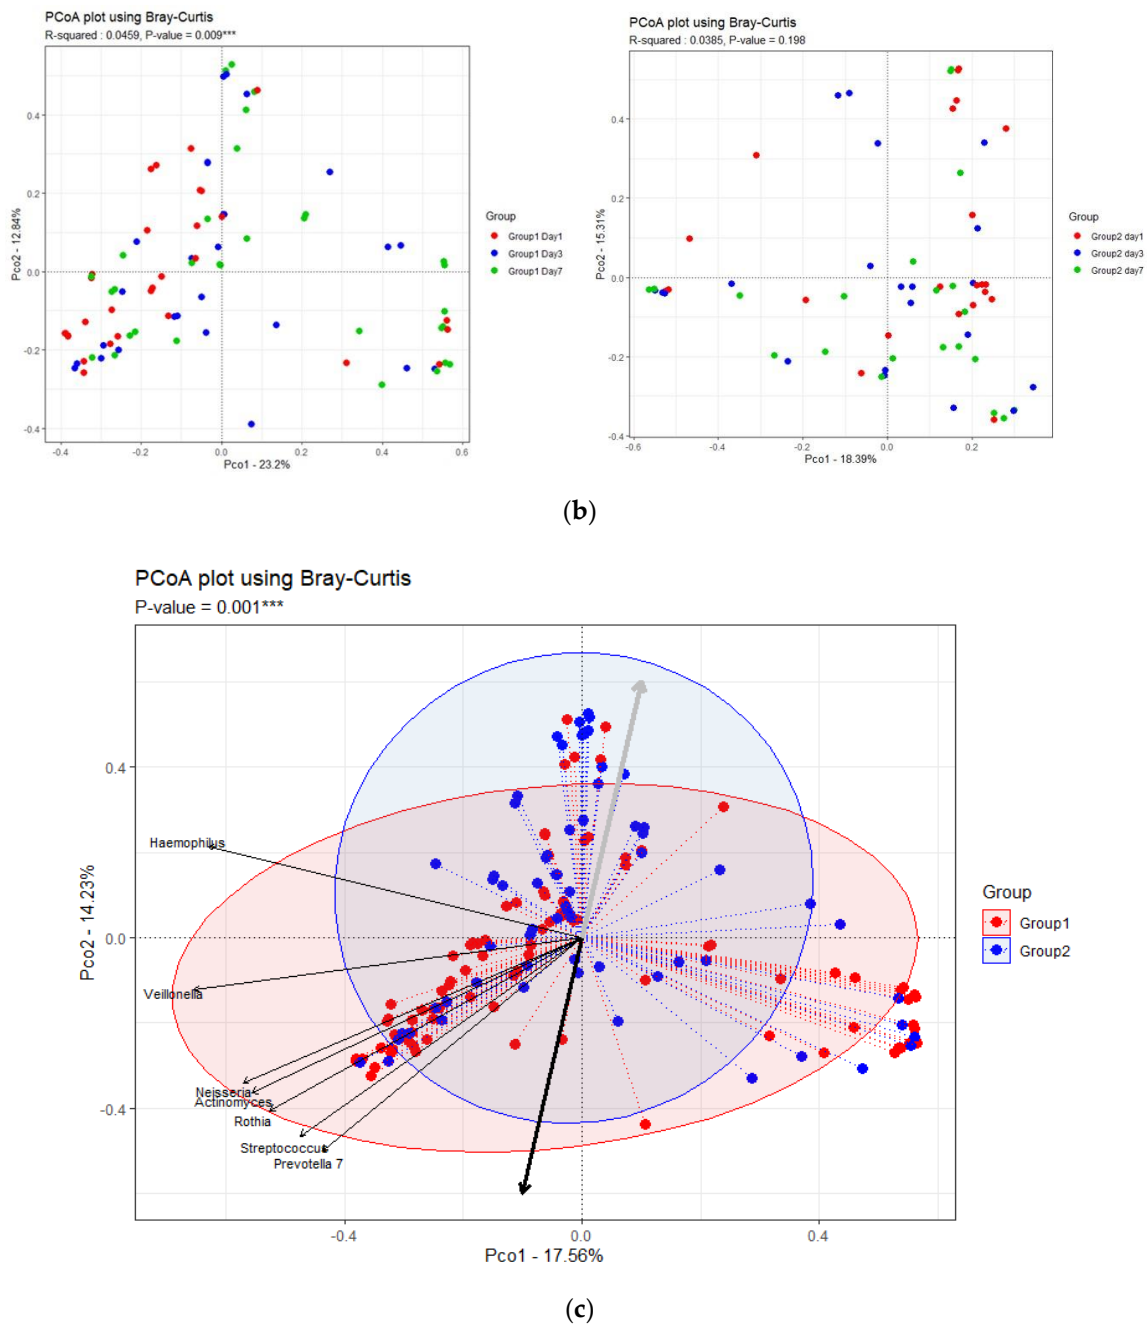 PCoA plot using Bray-Curtis
R-squared : 0.0459, P-value = 0.009***
0.4
0.2
0.0
-0.2
-0.4
Pco2 - 12.84%
-0.4 -0.2 0.0 0.2 0.4 0.6
Pco1 - 23.2%
Group
Group1 Day1
Group1 Day3
Group1 Day7
PCoA plot using Bray-Curtis
R-squared : 0.0385, P-value = 0.198
0.4
0.2
0.0
-0.2
-0.4
Pco2 - 15.31%
-0.6 -0.4 -0.2 0.0 0.2
Pco1 - 18.39%
Group
Group2 day1
Group2 day3
Group2 day7
(b)
PCoA plot using Bray-Curtis
P-value = 0.001***
0.4
0.0
-0.4
Pco2 - 14.23%
Haemophilus
Veillonella
Neisseria
Actinomyces
Rothia
Streptococcus
Prevotella 7
-0.4 0.0 0.4
Pco1 - 17.56%
Group
Group1
Group2
(c)